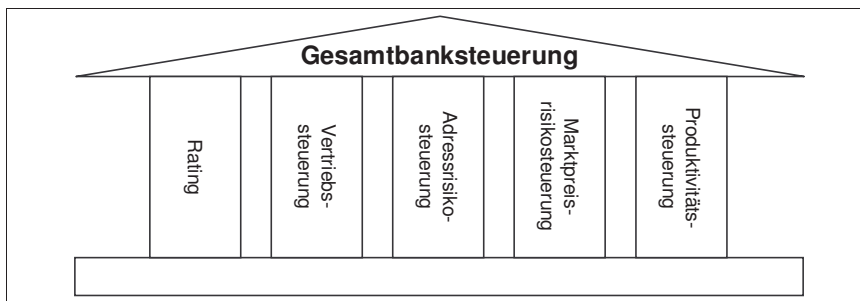 Gesamtbanksteuerung
Rating
Vertriebs-
steuerung
Adressrisiko-
steuerung
Marktpreis-
risikosteuerung
Produktivitäts-
steuerung